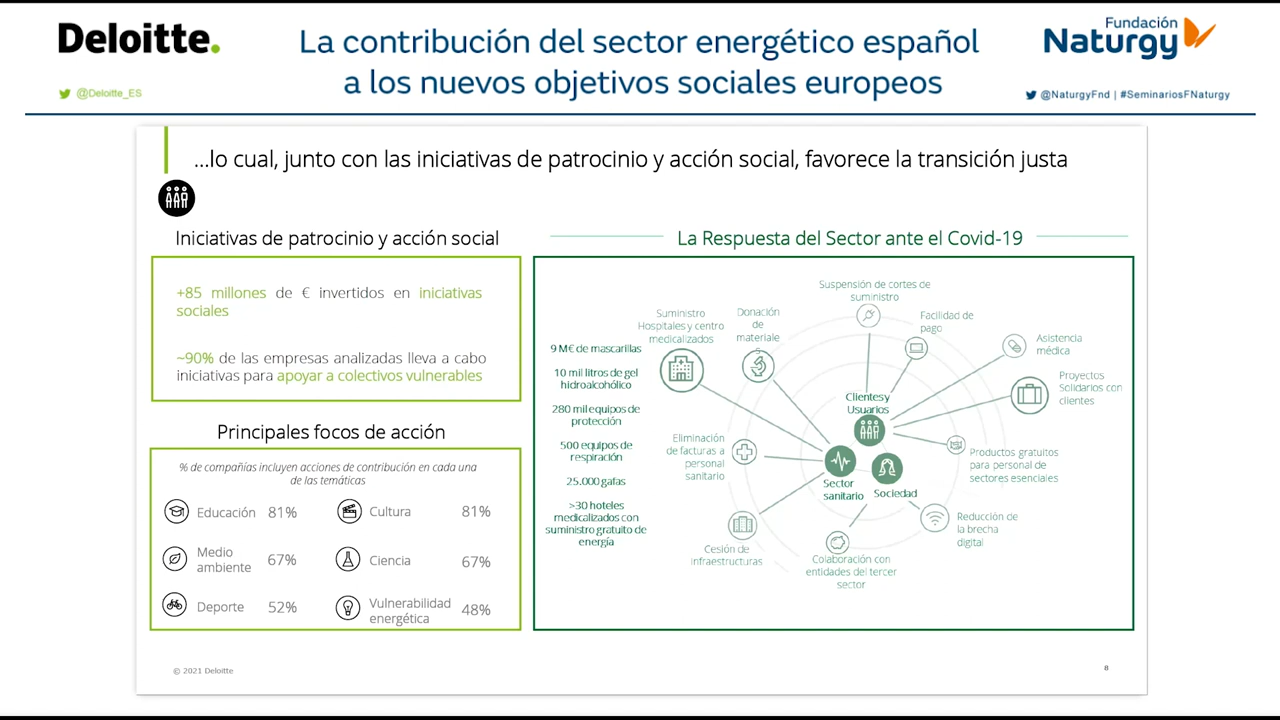 Deloitte.
@Deloitte_ES
La contribución del sector energético español
a los nuevos objetivos sociales europeos
Fundación
Naturgy
@NaturgyFnd | #SeminariosFNaturgy
...lo cual, junto con las iniciativas de patrocinio y acción social, favorece la transición justa
Iniciativas de patrocinio y acción social
+85 millones de € invertidos en iniciativas
sociales
~90% de las empresas analizadas lleva a cabo
iniciativas para apoyar a colectivos vulnerables
Principales focos de acción
% de compañías incluyen acciones de contribución en cada una
de las temáticas
Educación 81%
Cultura 81%
Medio
ambiente 67%
Ciencia 67%
Deporte 52%
Vulnerabilidad
energética 48%
La Respuesta del Sector ante el Covid-19
9 M€ de mascarillas
10 mil litros de gel
hidroalcohólico
280 mil equipos de
protección
500 equipos de
respiración
25.000 gafas
>30 hoteles
medicalizados con
suministro gratuito de
energía
Suministro
Hospitales y centro
medicalizados
Donación
de
materiale
s
Suspensión de cortes de
suministro
Facilidad de
pago
Asistencia
médica
Proyectos
Solidarios con
clientes
Clientes y
Usuarios
Eliminación
de facturas a
personal
sanitario
Productos gratuitos
para personal de
sectores esenciales
Sector
sanitario
Sociedad
Reducción de
la brecha
digital
Cesión de
infraestructuras
Colaboración con
entidades del tercer
sector
© 2021 Deloitte
8